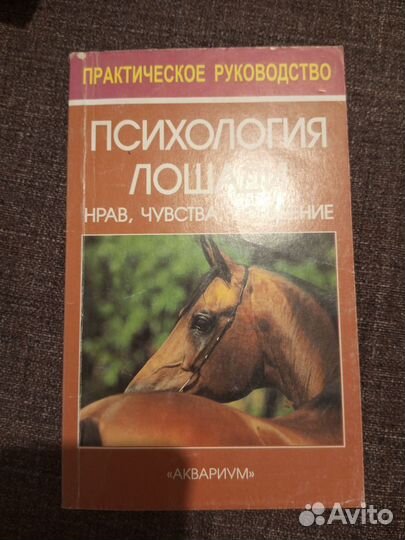 ПРАКТИЧЕСКОЕ РУКОВОДСТВО
ПСИХОЛОГИЯ
ЛОШАДИ
НРАВ, ЧУВСТВА,
«АКВАРИУМ»
Avito